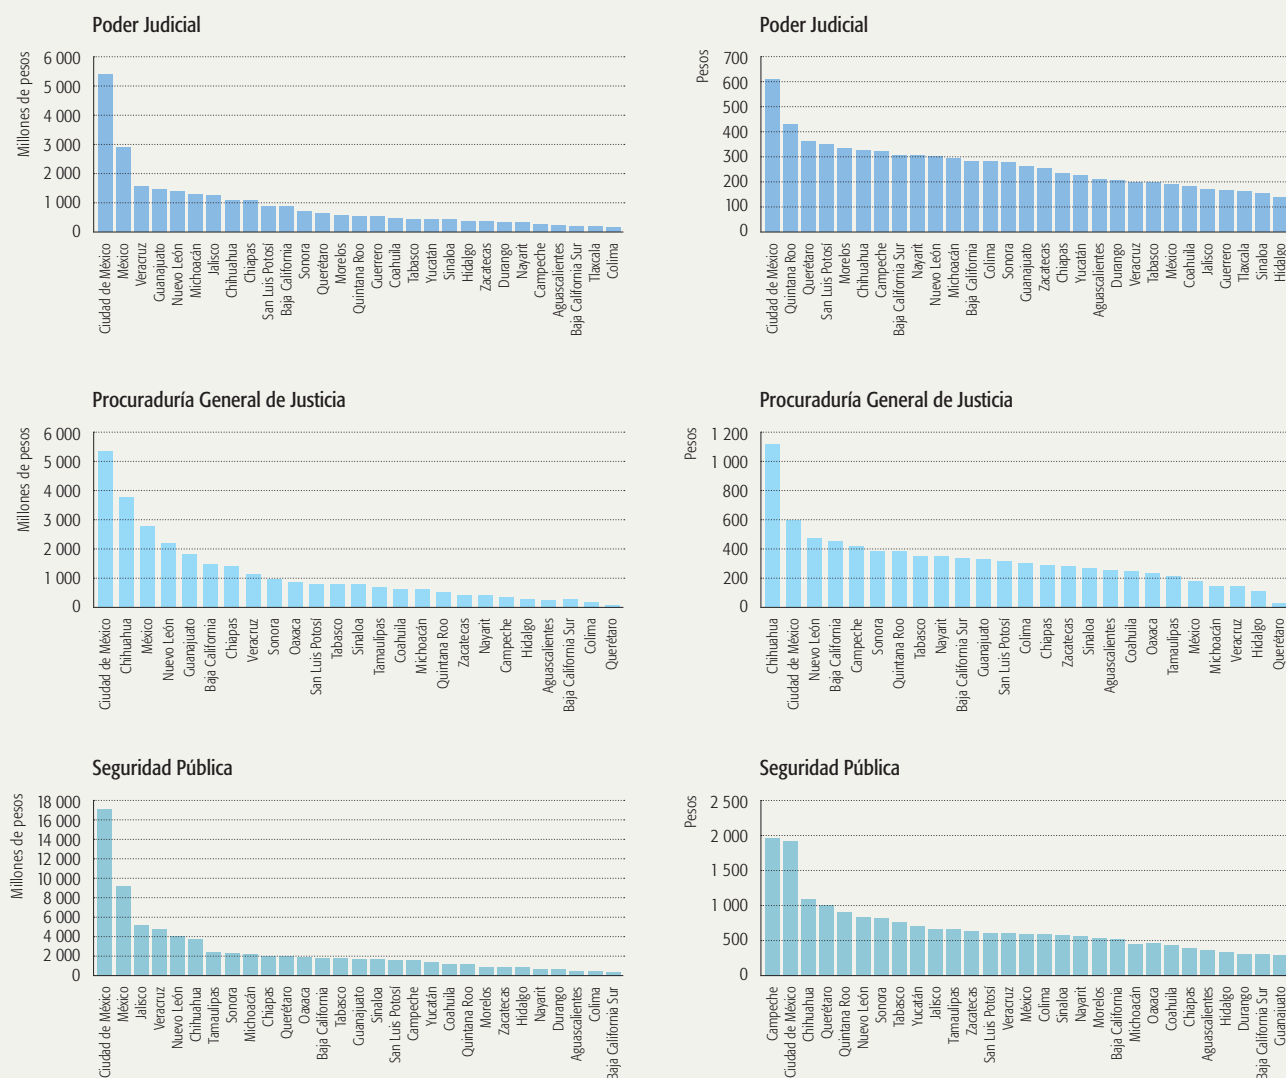 Poder Judicial
Millones de pesos
6 000
5 000
4 000
3 000
2 000
1 000
0
Ciudad de México
México
Veracruz
Guanajuato
Nuevo León
Michoacán
Jalisco
Chihuahua
Chiapas
San Luis Potosí
Baja California
Sonora
Querétaro
Morelos
Quintana Roo
Guerrero
Coahuila
Tabasco
Yucatán
Sinaloa
Hidalgo
Zacatecas
Durango
Nayarit
Campeche
Aguascalientes
Baja California Sur
Tlaxcala
Colima
Poder Judicial
Pesos
700
600
500
400
300
200
100
0
Ciudad de México
Quintana Roo
Querétaro
San Luis Potosí
Morelos
Chihuahua
Campeche
Baja California Sur
Nayarit
Nuevo León
Michoacán
Baja California
Colima
Sonora
Guanajuato
Zacatecas
Chiapas
Yucatán
Aguascalientes
Durango
Veracruz
Tabasco
México
Coahuila
Jalisco
Guerrero
Tlaxcala
Sinaloa
Hidalgo
Procuraduría General de Justicia
Millones de pesos
6 000
5 000
4 000
3 000
2 000
1 000
0
Ciudad de México
Chihuahua
México
Nuevo León
Guanajuato
Baja California
Chiapas
Veracruz
Sonora
Oaxaca
San Luis Potosí
Tabasco
Sinaloa
Tamaulipas
Coahuila
Michoacán
Quintana Roo
Zacatecas
Nayarit
Campeche
Hidalgo
Aguascalientes
Baja California Sur
Colima
Querétaro
Procuraduría General de Justicia
Pesos
1 200
1 000
800
600
400
200
0
Chihuahua
Ciudad de México
Nuevo León
Baja California
Campeche
Sonora
Quintana Roo
Tabasco
Nayarit
Baja California Sur
Guanajuato
San Luis Potosí
Colima
Chiapas
Zacatecas
Sinaloa
Aguascalientes
Coahuila
Oaxaca
Tamaulipas
México
Michoacán
Veracruz
Hidalgo
Querétaro
Seguridad Pública
Millones de pesos
18 000
16 000
14 000
12 000
10 000
8 000
6 000
4 000
2 000
0
Ciudad de México
México
Jalisco
Veracruz
Nuevo León
Chihuahua
Tamaulipas
Sonora
Michoacán
Chiapas
Querétaro
Oaxaca
Baja California
Tabasco
Guanajuato
Sinaloa
San Luis Potosí
Campeche
Yucatán
Coahuila
Quintana Roo
Morelos
Zacatecas
Hidalgo
Nayarit
Durango
Aguascalientes
Colima
Baja California Sur
Seguridad Pública
Pesos
2 500
2 000
1 500
1 000
500
0
Campeche
Ciudad de México
Chihuahua
Querétaro
Quintana Roo
Nuevo León
Sonora
Tabasco
Yucatán
Jalisco
Tamaulipas
Zacatecas
San Luis Potosí
Veracruz
México
Colima
Sinaloa
Nayarit
Morelos
Baja California
Michoacán
Oaxaca
Coahuila
Chiapas
Aguascalientes
Hidalgo
Durango
Baja California Sur
Guanajuato